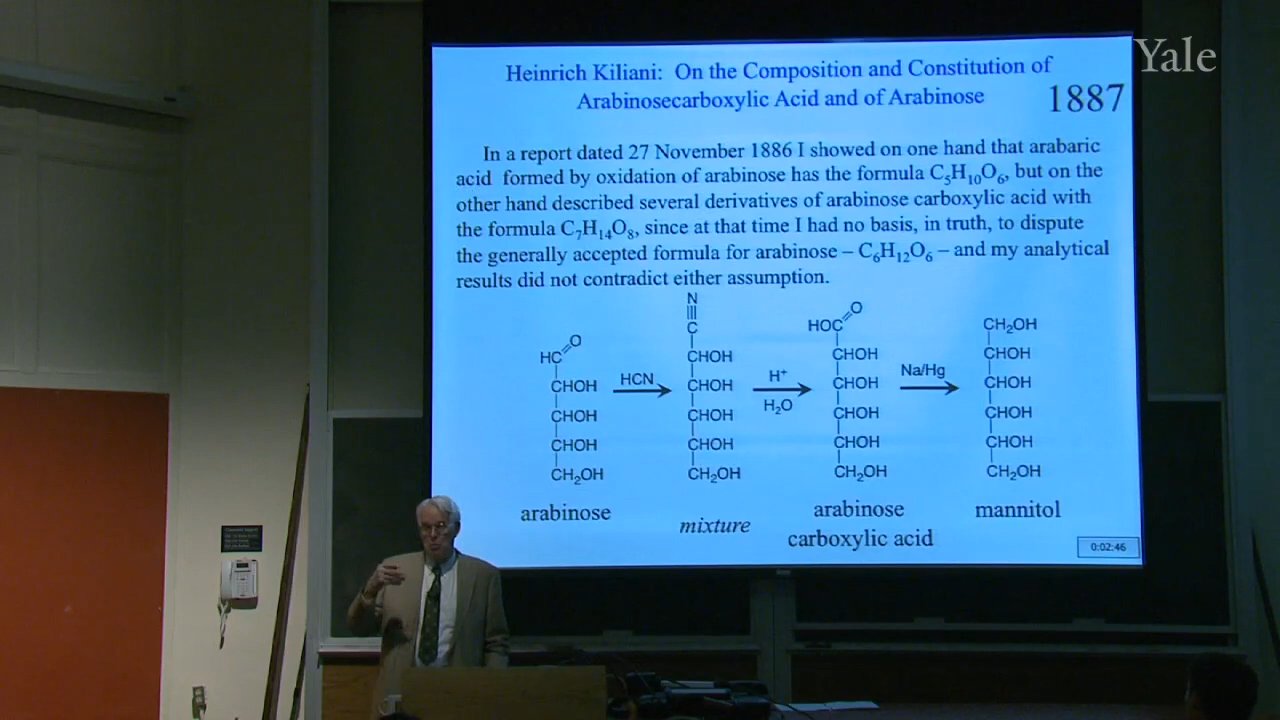 Yale
Heinrich Kiliani: On the Composition and Constitution of
Arabinosecarboxylic Acid and of Arabinose
1887
In a report dated 27 November 1886 I showed on one hand that arabaric
acid formed by oxidation of arabinose has the formula C₅H₁₀O₆, but on the
other hand described several derivatives of arabinose carboxylic acid with
the formula C₇H₁₄O₈, since at that time I had no basis, in truth, to dispute
the generally accepted formula for arabinose – C₆H₁₂O₆ – and my analytical
results did not contradict either assumption.
HC=O
CHOH
CHOH
CHOH
CH₂OH
arabinose
HCN
N
C
CHOH
CHOH
CHOH
CHOH
CH₂OH
mixture
H⁺
H₂O
HOC=O
CHOH
CHOH
CHOH
CHOH
CH₂OH
arabinose
carboxylic acid
Na/Hg
CH₂OH
CHOH
CHOH
CHOH
CHOH
CH₂OH
mannitol
0:02:46